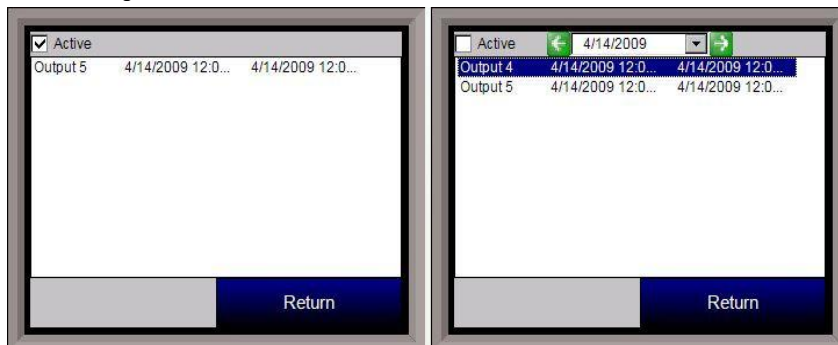 Active
Output 5 4/14/2009 12:0... 4/14/2009 12:0...
Return
Active 4/14/2009
Output 4 4/14/2009 12:0... 4/14/2009 12:0...
Output 5 4/14/2009 12:0... 4/14/2009 12:0...
Return